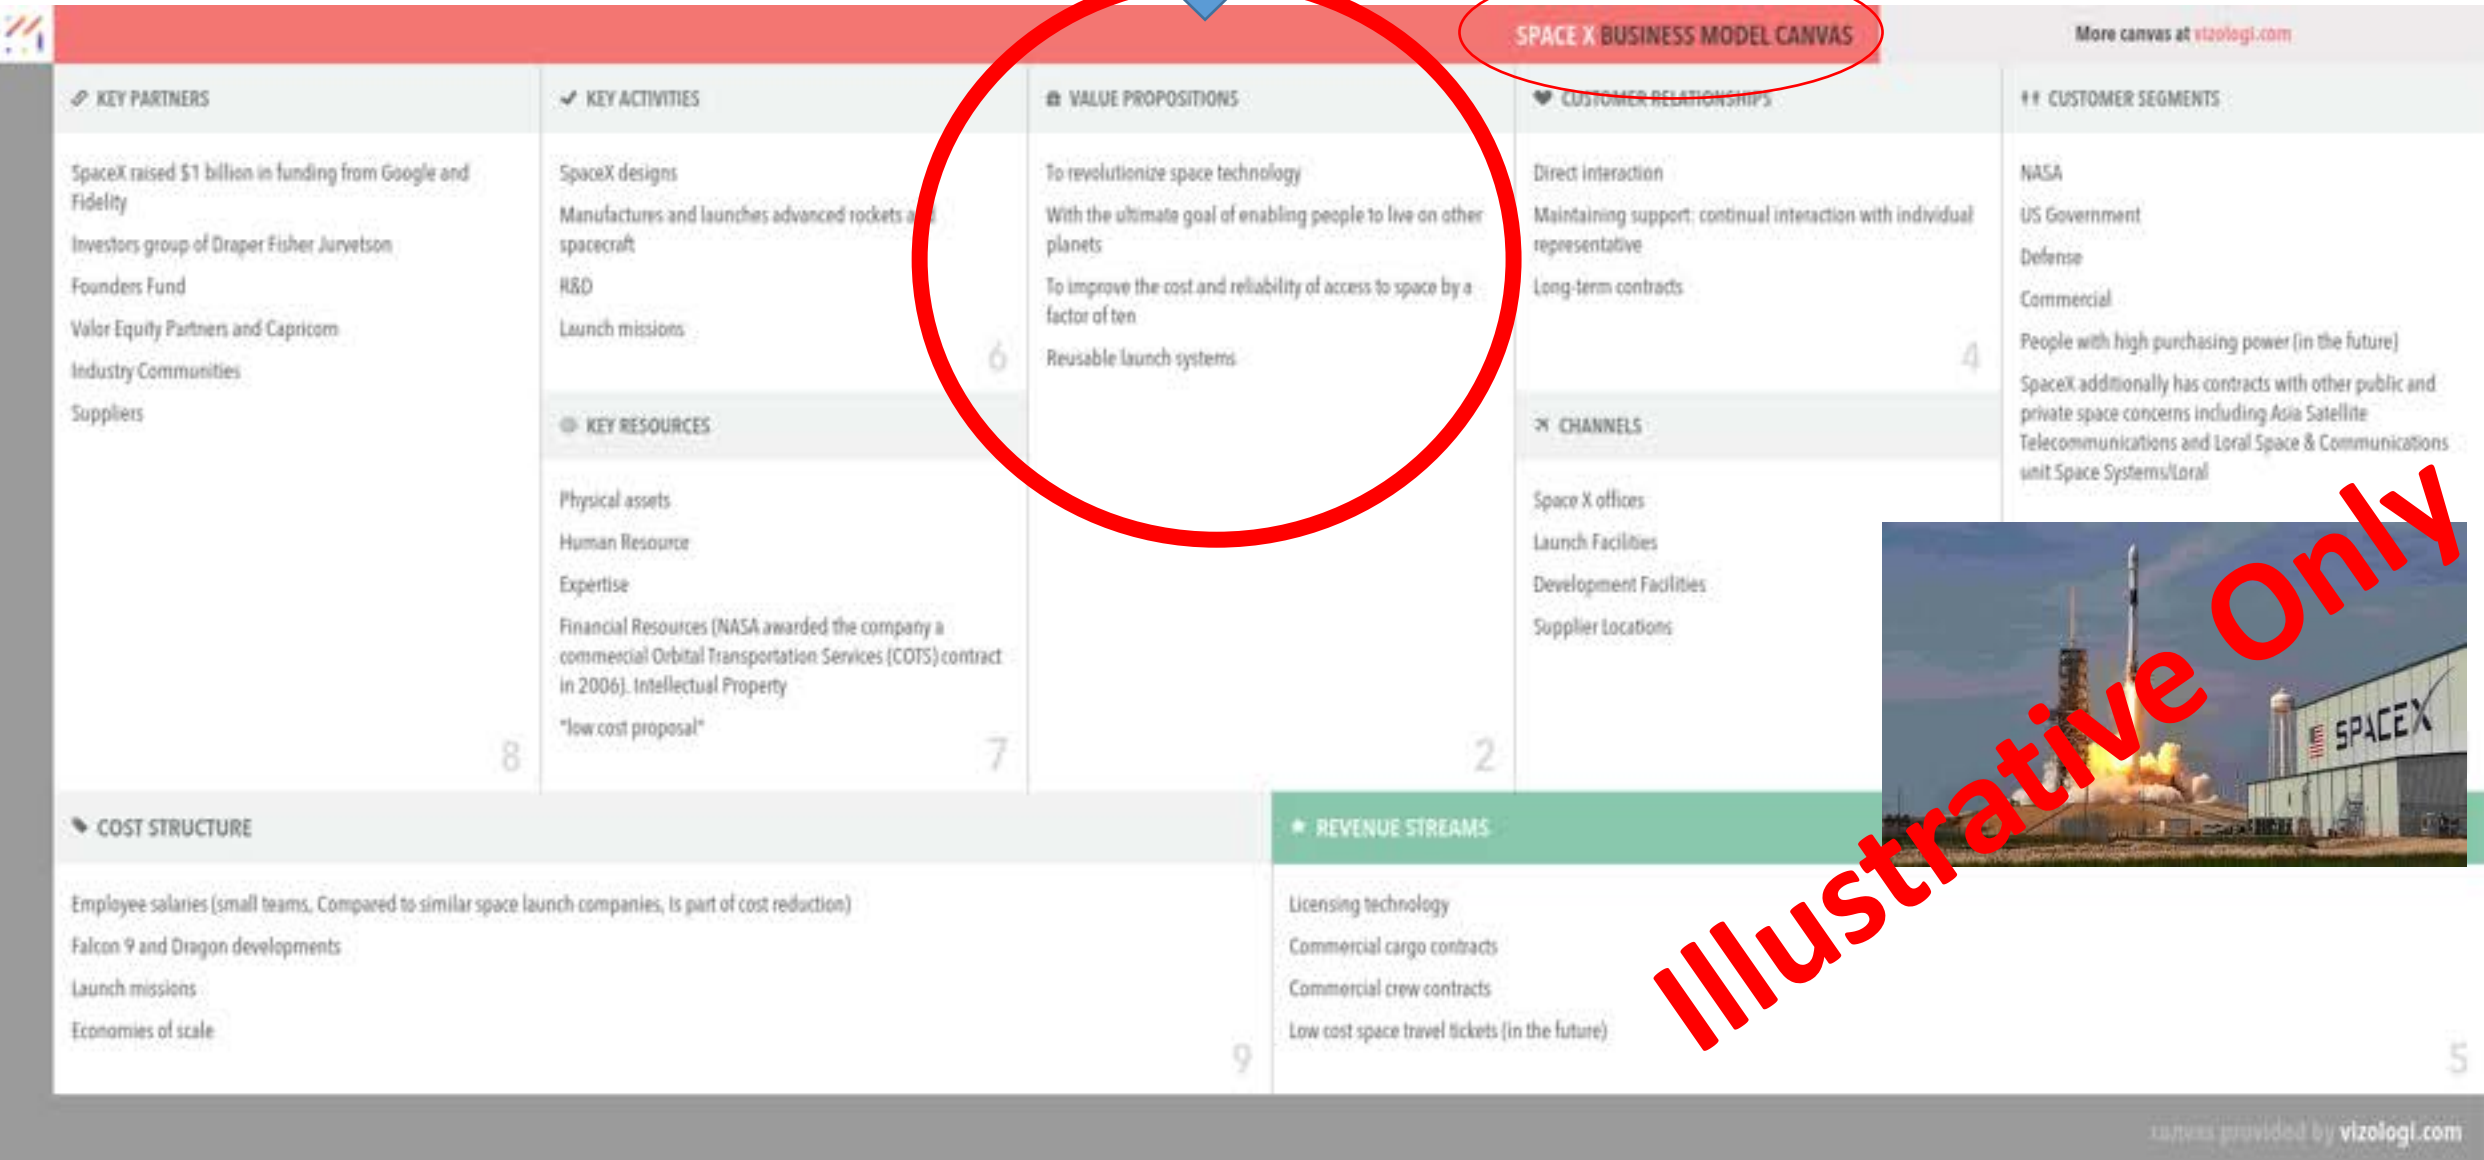 SPACE X BUSINESS MODEL CANVAS
More canvas at vizologi.com
KEY PARTNERS
SpaceX raised $1 billion in funding from Google and
Fidelity
Investors group of Draper Fisher Jurvetson
Founders Fund
Valor Equity Partners and Capricorn
Industry Communities
Suppliers
8
KEY ACTIVITIES
SpaceX designs
Manufactures and launches advanced rockets and
spacecraft
R&D
Launch missions
6
KEY RESOURCES
Physical assets
Human Resource
Expertise
Financial Resources (NASA awarded the company a
commercial Orbital Transportation Services (COTS) contract
in 2006). Intellectual Property
"low cost proposal"
7
VALUE PROPOSITIONS
To revolutionize space technology
With the ultimate goal of enabling people to live on other
planets
To improve the cost and reliability of access to space by a
factor of ten
Reusable launch systems
2
CUSTOMER RELATIONSHIPS
Direct interaction
Maintaining support: continual interaction with individual
representative
Long-term contracts
4
CHANNELS
Space X offices
Launch Facilities
Development Facilities
Supplier Locations
CUSTOMER SEGMENTS
NASA
US Government
Defense
Commercial
People with high purchasing power (in the future)
SpaceX additionally has contracts with other public and
private space concerns including Asia Satellite
Telecommunications and Loral Space & Communications
unit Space Systems/Loral
SPACEX
Illustrative Only
COST STRUCTURE
Employee salaries (small teams, Compared to similar space launch companies, Is part of cost reduction)
Falcon 9 and Dragon developments
Launch missions
Economies of scale
9
REVENUE STREAMS
Licensing technology
Commercial cargo contracts
Commercial crew contracts
Low cost space travel tickets (in the future)
5
canvas provided by vizologi.com